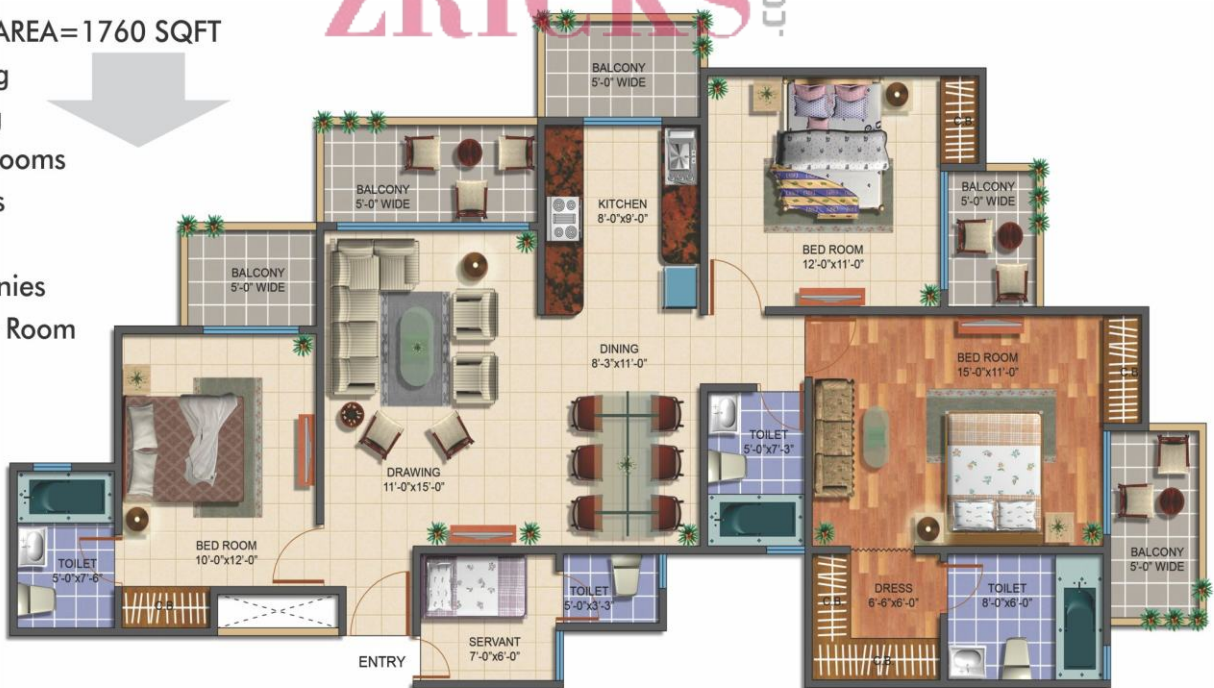 ZRICKS
AREA=1760 SQFT
g
ooms
s
nies
Room
BALCONY
5'-0" WIDE
BALCONY
5'-0" WIDE
BALCONY
5'-0" WIDE
KITCHEN
8'-0"x9'-0"
BED ROOM
12'-0"x11'-0"
C.B.
BALCONY
5'-0" WIDE
DINING
8'-3"x11'-0"
BED ROOM
15'-0"x11'-0"
C.B.
DRAWING
11'-0"x15'-0"
TOILET
5'-0"x7'-3"
BED ROOM
10'-0"x12'-0"
TOILET
5'-0"x7'-6"
C.B.
TOILET
5'-0"x3'-3"
SERVANT
7'-0"x6'-0"
ENTRY
DRESS
6'-6"x6'-0"
C.B.
C.B.
TOILET
8'-0"x6'-0"
BALCONY
5'-0" WIDE